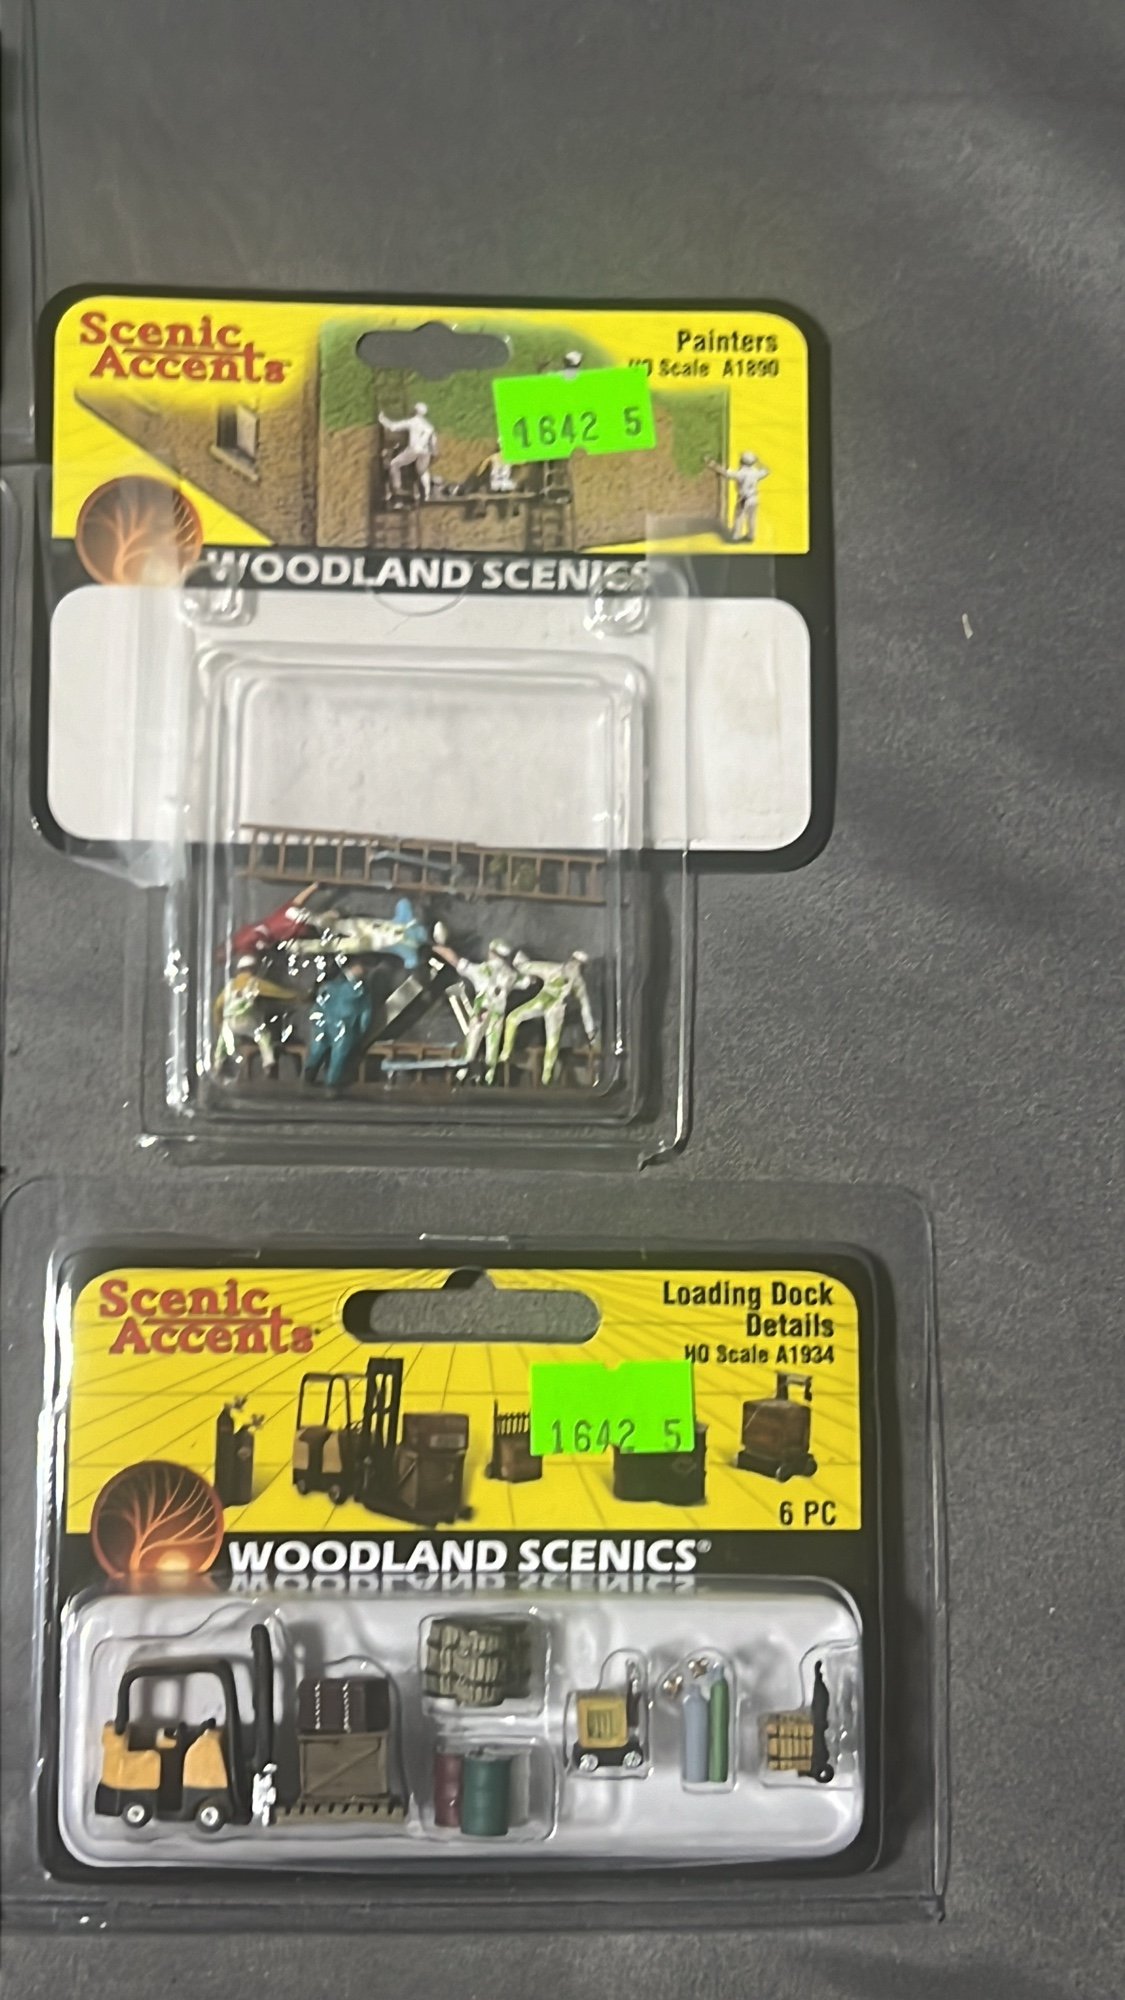 Scenic
Accents
Painters
HO Scale A1890
1642 5
WOODLAND SCENICS
Scenic
Accents
Loading Dock
Details
HO Scale A1934
1642 5
6 PC
WOODLAND SCENICS®